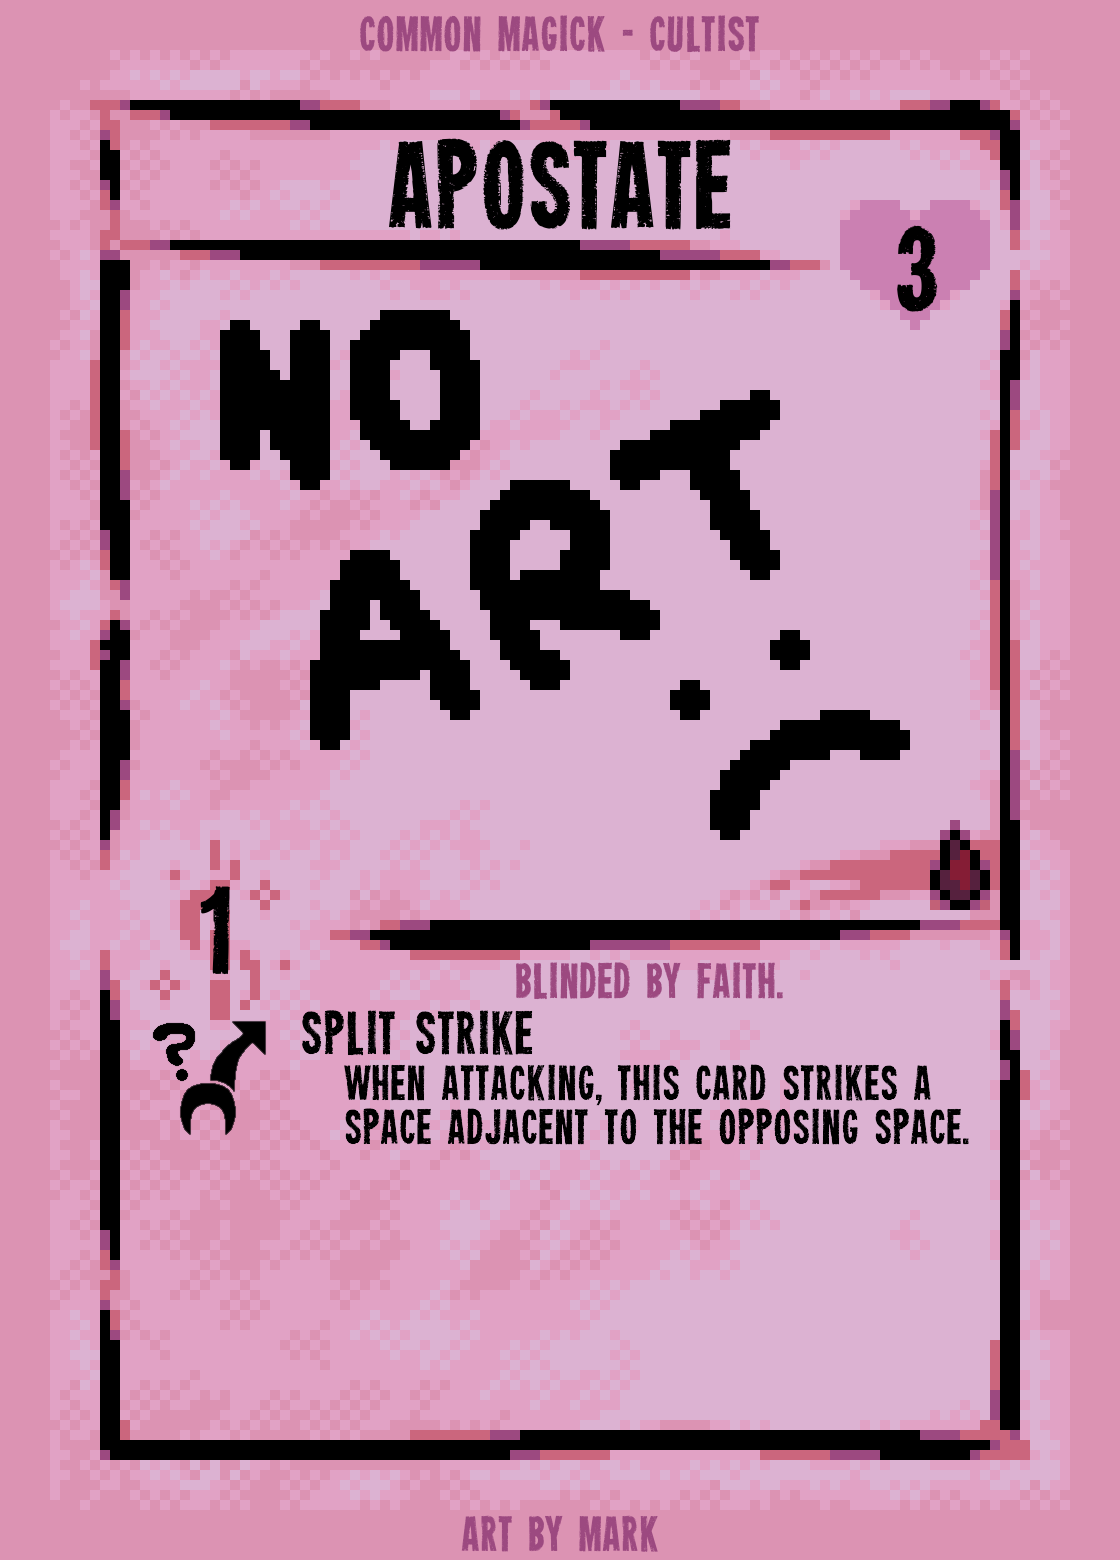 COMMON MAGICK - CULTIST
APOSTATE
3
NO
ART
:(
1
BLINDED BY FAITH.
?
SPLIT STRIKE
WHEN ATTACKING, THIS CARD STRIKES A
SPACE ADJACENT TO THE OPPOSING SPACE.
ART BY MARK